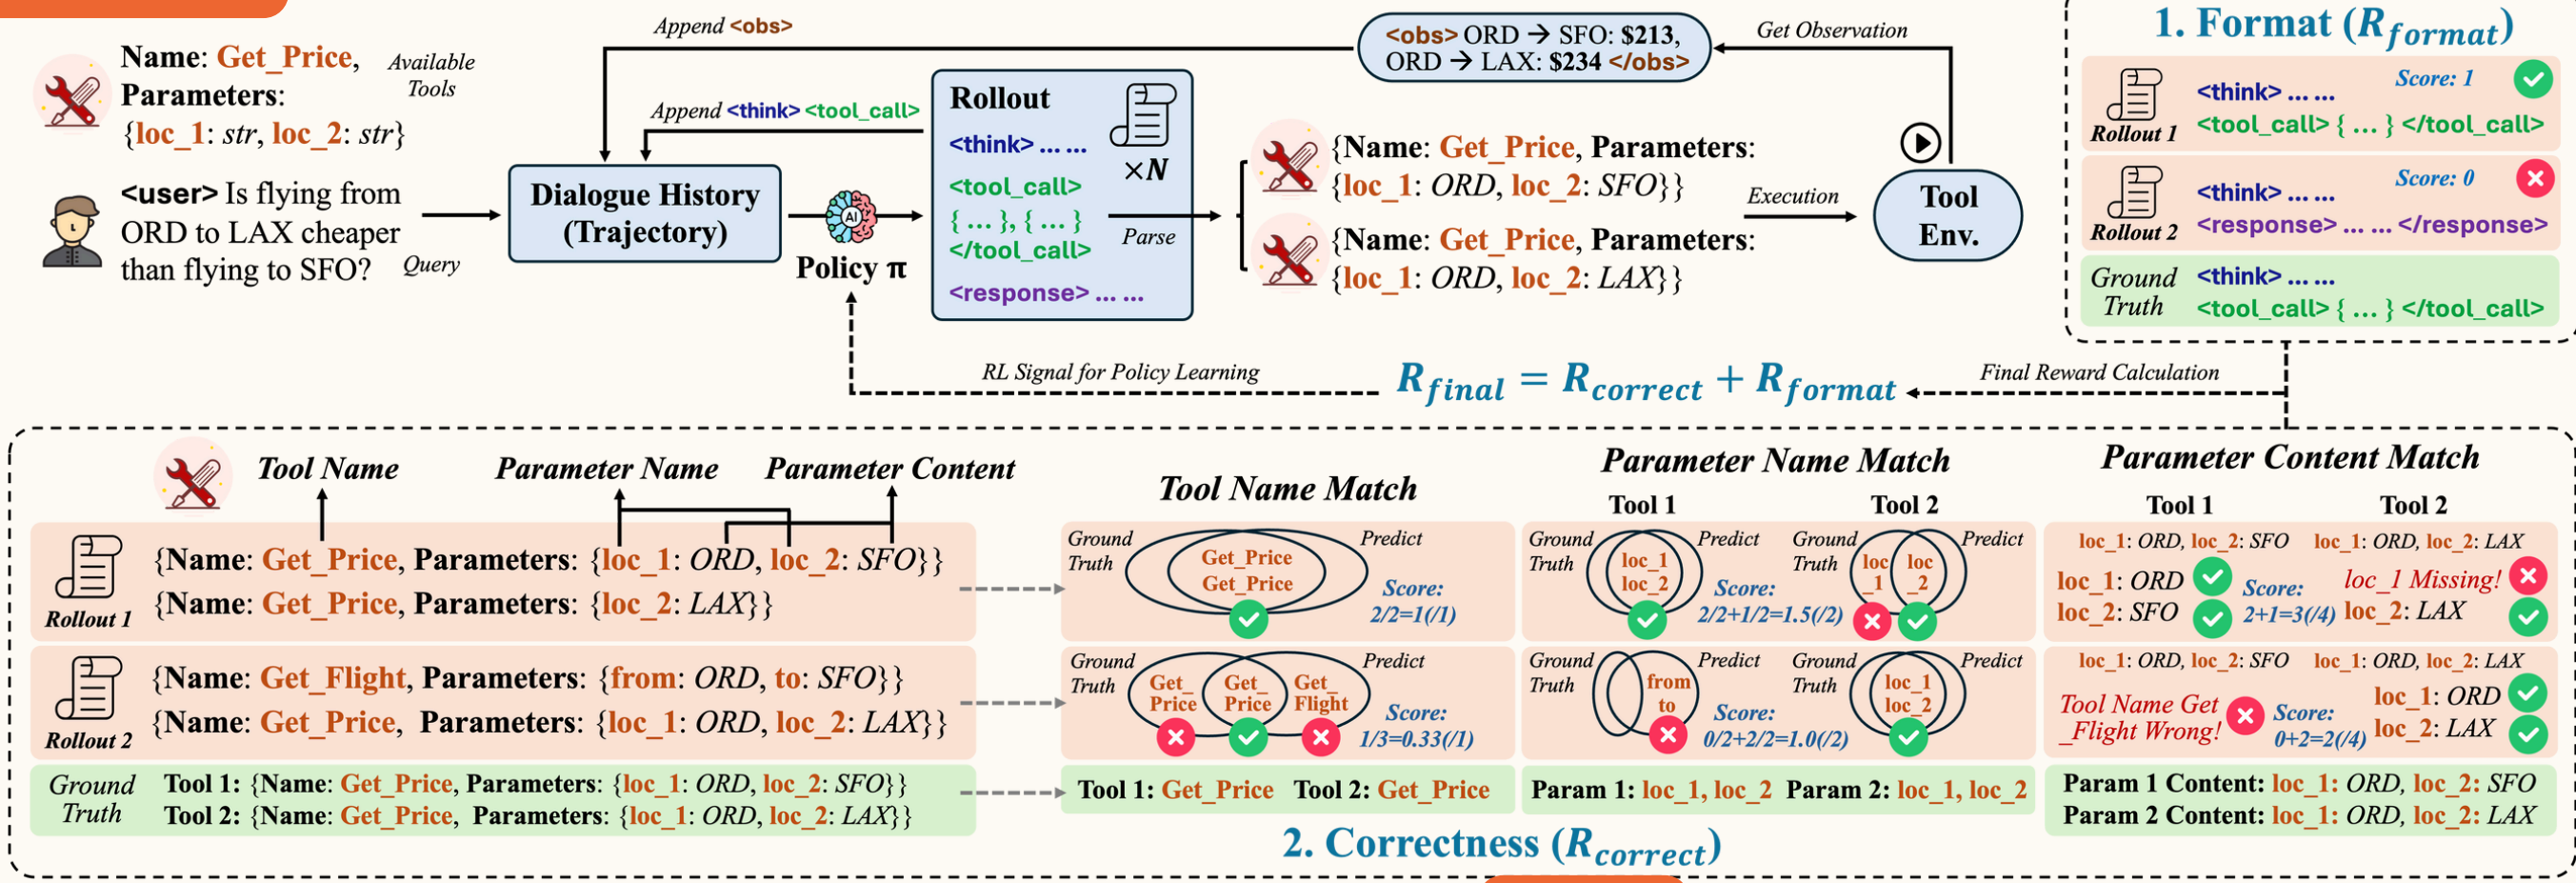 Name: Get_Price,
Parameters:
{loc_1: str, loc_2: str}
Available
Tools
<user> Is flying from
ORD to LAX cheaper
than flying to SFO?
Query
Append <obs>
Append <think> <tool_call>
Dialogue History
(Trajectory)
AI
Policy π
Rollout
<think> ... ...
×N
<tool_call>
{ ... }, { ... }
</tool_call>
<response> ... ...
Parse
<obs> ORD → SFO: $213,
ORD → LAX: $234 </obs>
Get Observation
{Name: Get_Price, Parameters:
{loc_1: ORD, loc_2: SFO}}
{Name: Get_Price, Parameters:
{loc_1: ORD, loc_2: LAX}}
Execution
Tool
Env.
1. Format (R_format)
Rollout 1
<think> ... ...
Score: 1
<tool_call> { ... } </tool_call>
Rollout 2
<think> ... ...
Score: 0
<response> ... ... </response>
Ground
Truth
<think> ... ...
<tool_call> { ... } </tool_call>
RL Signal for Policy Learning
R_final = R_correct + R_format
Final Reward Calculation
Tool Name
Parameter Name
Parameter Content
Rollout 1
{Name: Get_Price, Parameters: {loc_1: ORD, loc_2: SFO}}
{Name: Get_Price, Parameters: {loc_2: LAX}}
Rollout 2
{Name: Get_Flight, Parameters: {from: ORD, to: SFO}}
{Name: Get_Price, Parameters: {loc_1: ORD, loc_2: LAX}}
Ground
Truth
Tool 1: {Name: Get_Price, Parameters: {loc_1: ORD, loc_2: SFO}}
Tool 2: {Name: Get_Price, Parameters: {loc_1: ORD, loc_2: LAX}}
Tool Name Match
Ground
Truth
Get_Price
Get_Price
Predict
Score:
2/2=1(/1)
Ground
Truth
Get_
Price
Get_
Price
Get_
Flight
Predict
Score:
1/3=0.33(/1)
Tool 1: Get_Price Tool 2: Get_Price
Parameter Name Match
Tool 1
Tool 2
Ground
Truth
loc_1
loc_2
Predict
Score:
2/2+1/2=1.5(/2)
Ground
Truth
loc
_1
loc
_2
Predict
Ground
Truth
from
to
Predict
Score:
0/2+2/2=1.0(/2)
Ground
Truth
loc_1
loc_2
Predict
Param 1: loc_1, loc_2 Param 2: loc_1, loc_2
Parameter Content Match
Tool 1
Tool 2
loc_1: ORD, loc_2: SFO
loc_1: ORD, loc_2: LAX
loc_1: ORD
loc_2: SFO
Score:
2+1=3(/4)
loc_1 Missing!
loc_2: LAX
loc_1: ORD, loc_2: SFO
loc_1: ORD, loc_2: LAX
Tool Name Get
_Flight Wrong!
Score:
0+2=2(/4)
loc_1: ORD
loc_2: LAX
Param 1 Content: loc_1: ORD, loc_2: SFO
Param 2 Content: loc_1: ORD, loc_2: LAX
2. Correctness (R_correct)